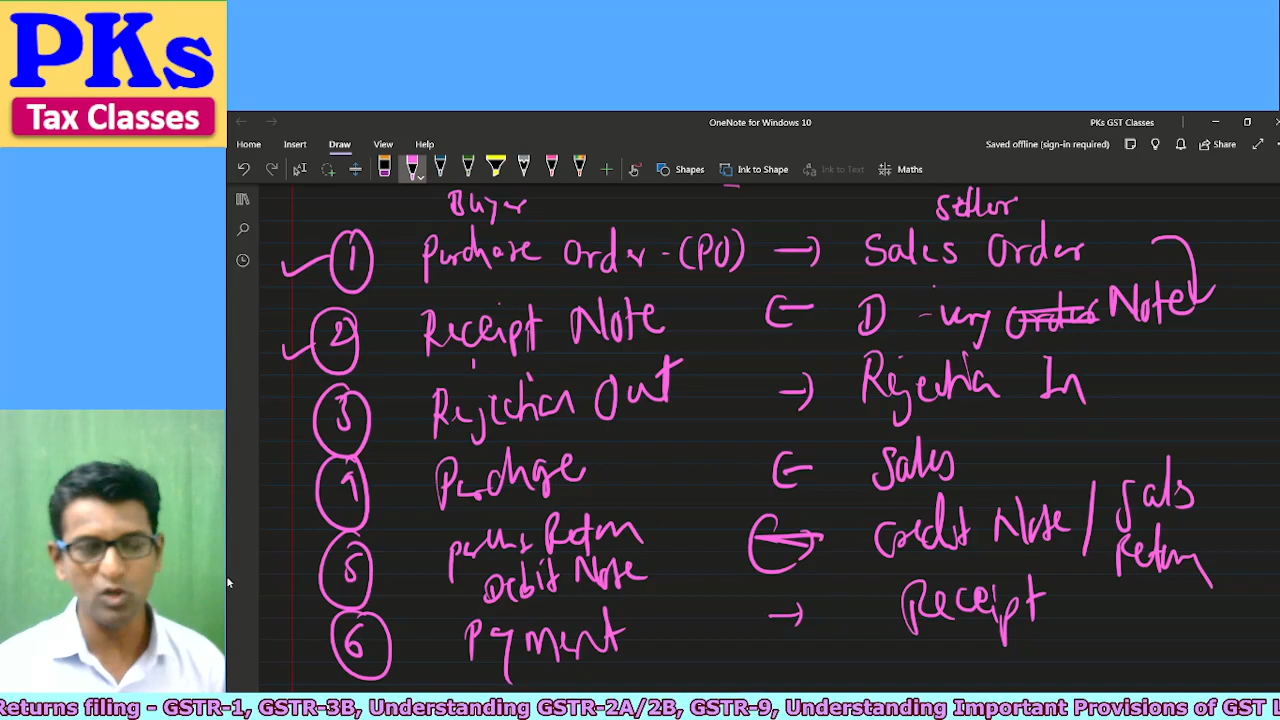 PKs
Tax Classes
OneNote for Windows 10
PKs GST Classes
Home Insert Draw View Help
Saved offline (sign-in required)
Share
Shapes
Ink to Shape
Ink to Text
Maths
Buyer Seller
1 Purchase Order - (PO) → Sales Order
2 Receipt Note ← Note
3 Rejection Out → Rejection In
4 Purchase ← Sales
5 Return Credit Note / Sales
Debit Note Return
6 Payment → Receipt
Returns filing - GSTR-1, GSTR-3B, Understanding GSTR-2A/2B, GSTR-9, Understanding Important Provisions of GST L